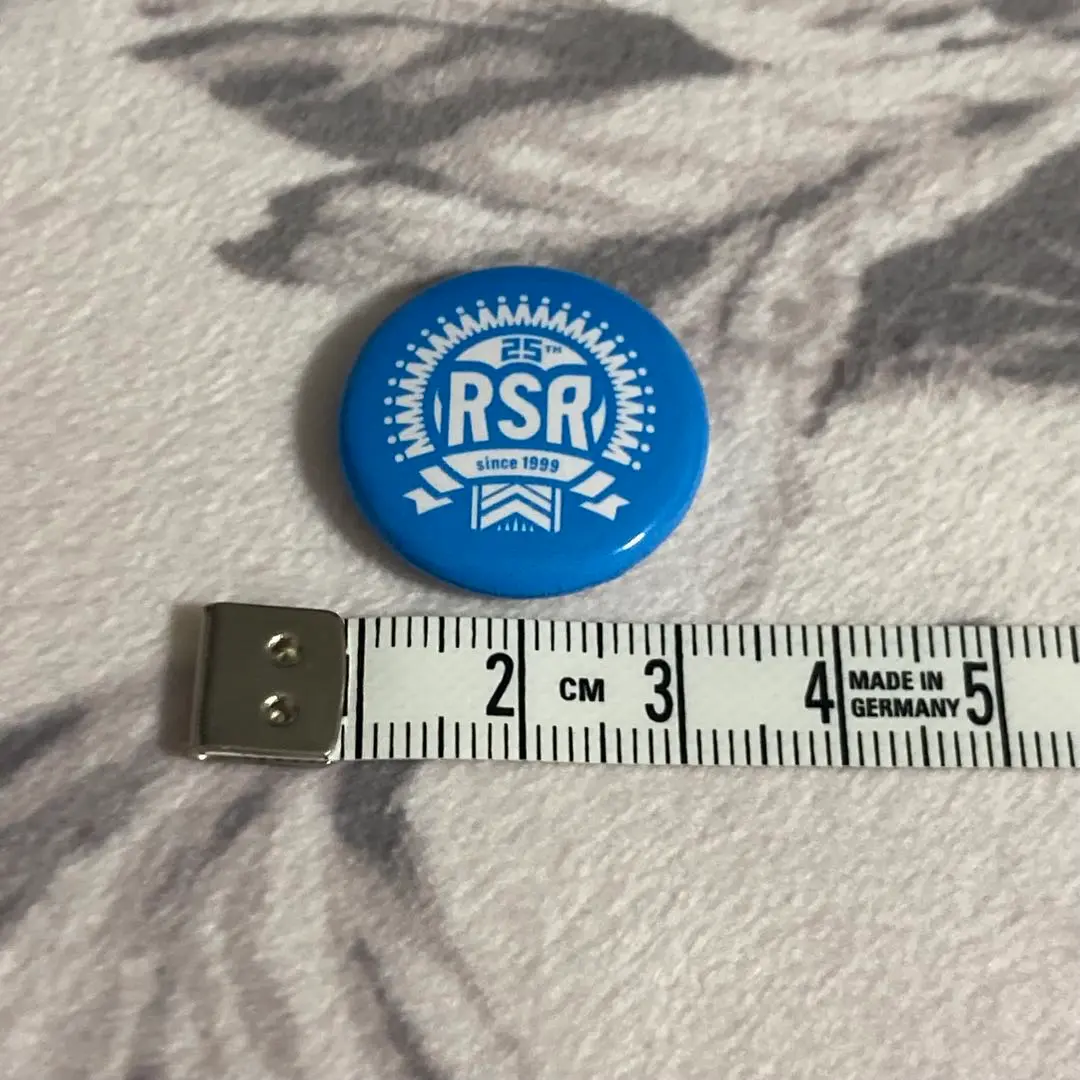 25TH
RSR
since 1999
2 CM 3 4 MADE IN GERMANY 5